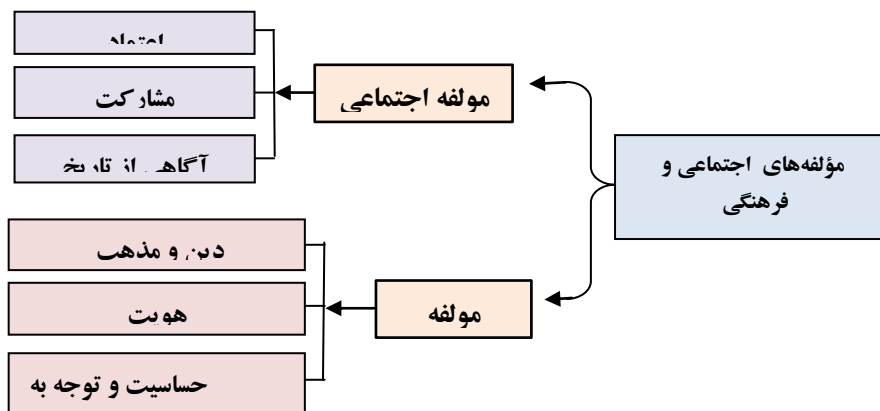 مؤلفه‌های اجتماعی و
فرهنگی
مولفه اجتماعی
اعتماد
مشارکت
آگاهی از تاریخ
مولفه
دین و مذهب
هویت
حساسیت و توجه به